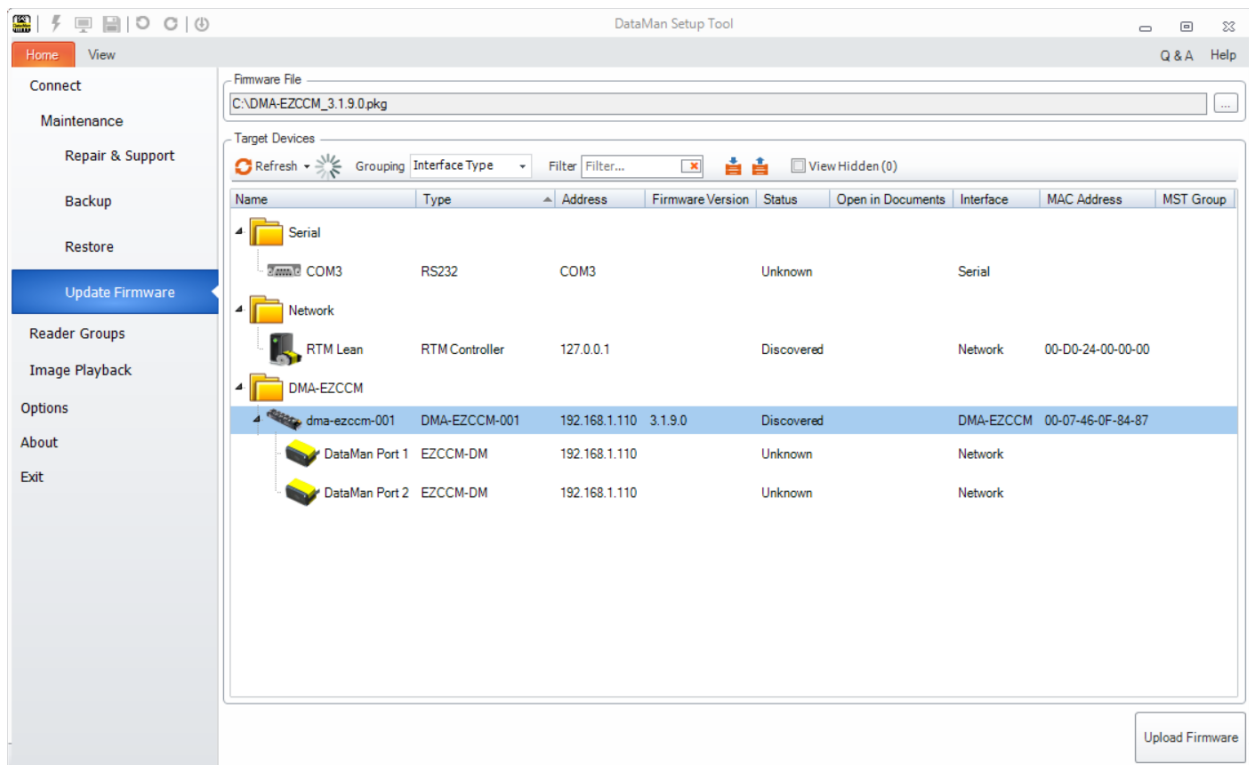 DataMan Setup Tool
Home View Q & A Help
Connect
Maintenance
Repair & Support
Backup
Restore
Update Firmware
Reader Groups
Image Playback
Options
About
Exit
Firmware File
C:\DMA-EZCCM_3.1.9.0.pkg ...
Target Devices
Refresh Grouping Interface Type Filter Filter... View Hidden (0)
Name Type Address Firmware Version Status Open in Documents Interface MAC Address MST Group
Serial
COM3 RS232 COM3 Unknown Serial
Network
RTM Lean RTM Controller 127.0.0.1 Discovered Network 00-D0-24-00-00-00
DMA-EZCCM
dma-ezccm-001 DMA-EZCCM-001 192.168.1.110 3.1.9.0 Discovered DMA-EZCCM 00-07-46-0F-84-87
DataMan Port 1 EZCCM-DM 192.168.1.110 Unknown Network
DataMan Port 2 EZCCM-DM 192.168.1.110 Unknown Network
Upload Firmware